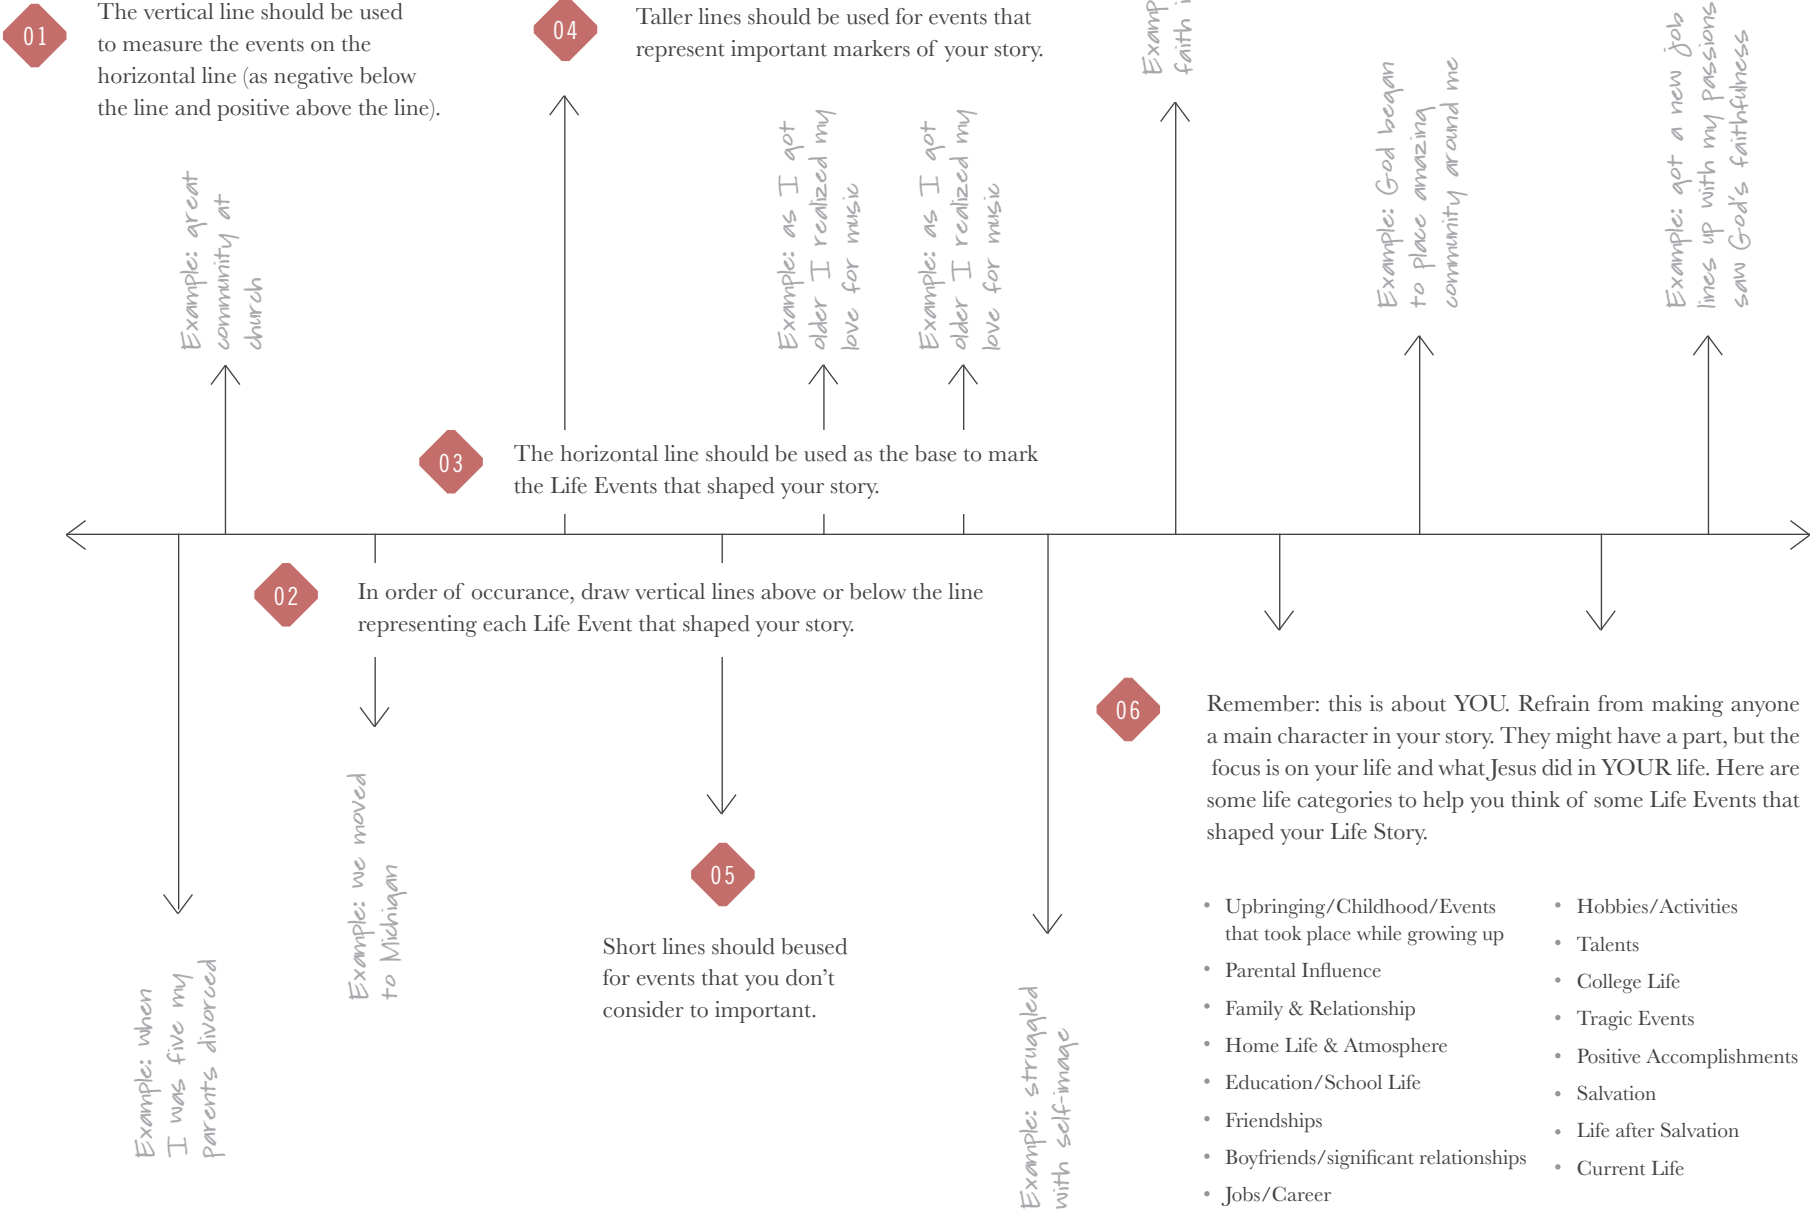 01
The vertical line should be used
to measure the events on the
horizontal line (as negative below
the line and positive above the line).
04
Taller lines should be used for events that
represent important markers of your story.
Example: great
community at
church
Example: as I got
older I realized my
love for music
Example: as I got
older I realized my
love for music
faith
Example: God began
to place amazing
community around me
Example: got a new job
lines up with my passions
saw God's faithfulness
03
The horizontal line should be used as the base to mark
the Life Events that shaped your story.
02
In order of occurance, draw vertical lines above or below the line
representing each Life Event that shaped your story.
Example: when
I was five my
parents divorced
Example: we moved
to Michigan
05
Short lines should beused
for events that you don't
consider to important.
Example: struggled
with self-image
06
Remember: this is about YOU. Refrain from making anyone
a main character in your story. They might have a part, but the
focus is on your life and what Jesus did in YOUR life. Here are
some life categories to help you think of some Life Events that
shaped your Life Story.
• Upbringing/Childhood/Events
that took place while growing up
• Parental Influence
• Family & Relationship
• Home Life & Atmosphere
• Education/School Life
• Friendships
• Boyfriends/significant relationships
• Jobs/Career
• Hobbies/Activities
• Talents
• College Life
• Tragic Events
• Positive Accomplishments
• Salvation
• Life after Salvation
• Current Life